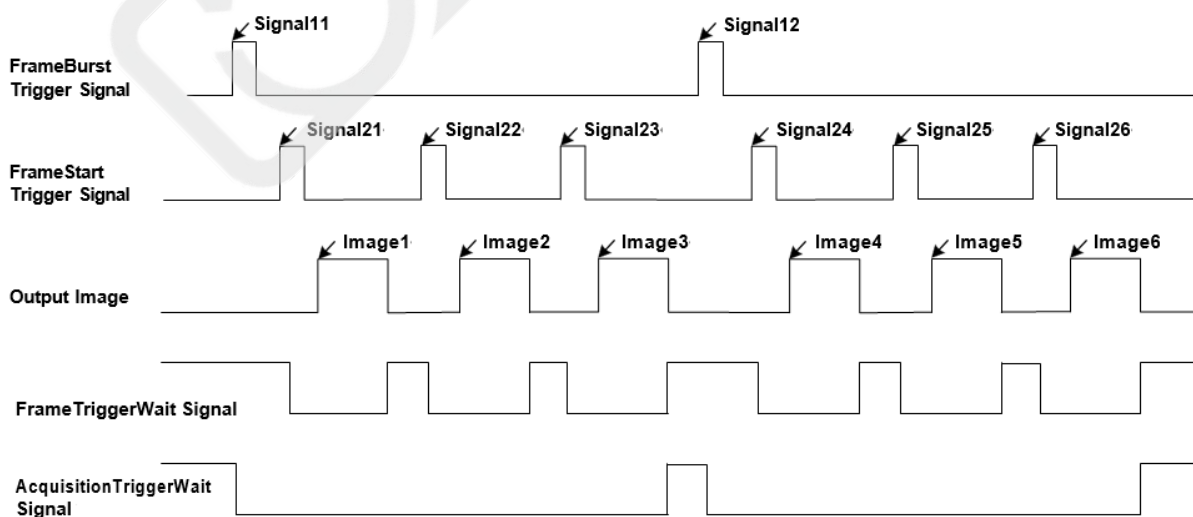 Signal11
Signal12
FrameBurst
Trigger Signal
Signal21
Signal22
Signal23
Signal24
Signal25
Signal26
FrameStart
Trigger Signal
Image1
Image2
Image3
Image4
Image5
Image6
Output Image
FrameTriggerWait Signal
AcquisitionTriggerWait
Signal